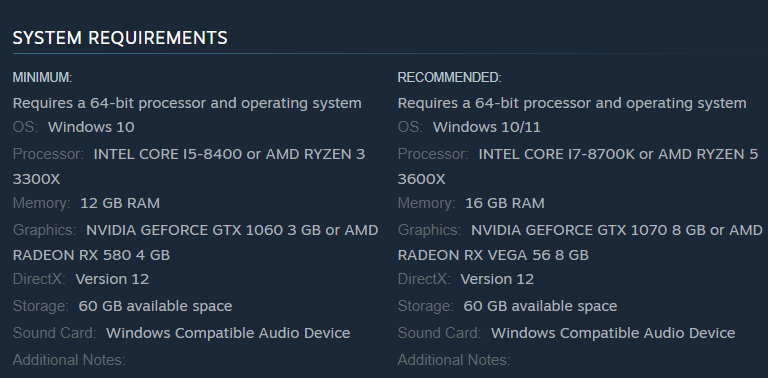 SYSTEM REQUIREMENTS
MINIMUM:
Requires a 64-bit processor and operating system
OS: Windows 10
Processor: INTEL CORE I5-8400 or AMD RYZEN 3
3300X
Memory: 12 GB RAM
Graphics: NVIDIA GEFORCE GTX 1060 3 GB or AMD
RADEON RX 580 4 GB
DirectX: Version 12
Storage: 60 GB available space
Sound Card: Windows Compatible Audio Device
Additional Notes:
RECOMMENDED:
Requires a 64-bit processor and operating system
OS: Windows 10/11
Processor: INTEL CORE I7-8700K or AMD RYZEN 5
3600X
Memory: 16 GB RAM
Graphics: NVIDIA GEFORCE GTX 1070 8 GB or AMD
RADEON RX VEGA 56 8 GB
DirectX: Version 12
Storage: 60 GB available space
Sound Card: Windows Compatible Audio Device
Additional Notes: